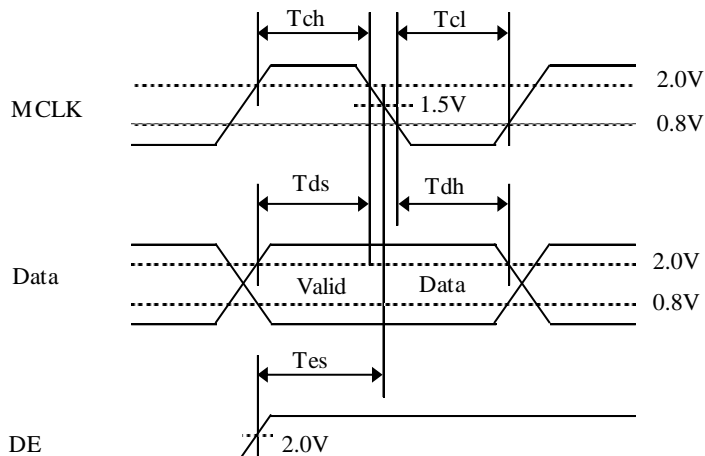 Tch Tcl
2.0V
MCLK 1.5V
0.8V
Tds Tdh
2.0V
Data Valid Data
0.8V
Tes
DE 2.0V